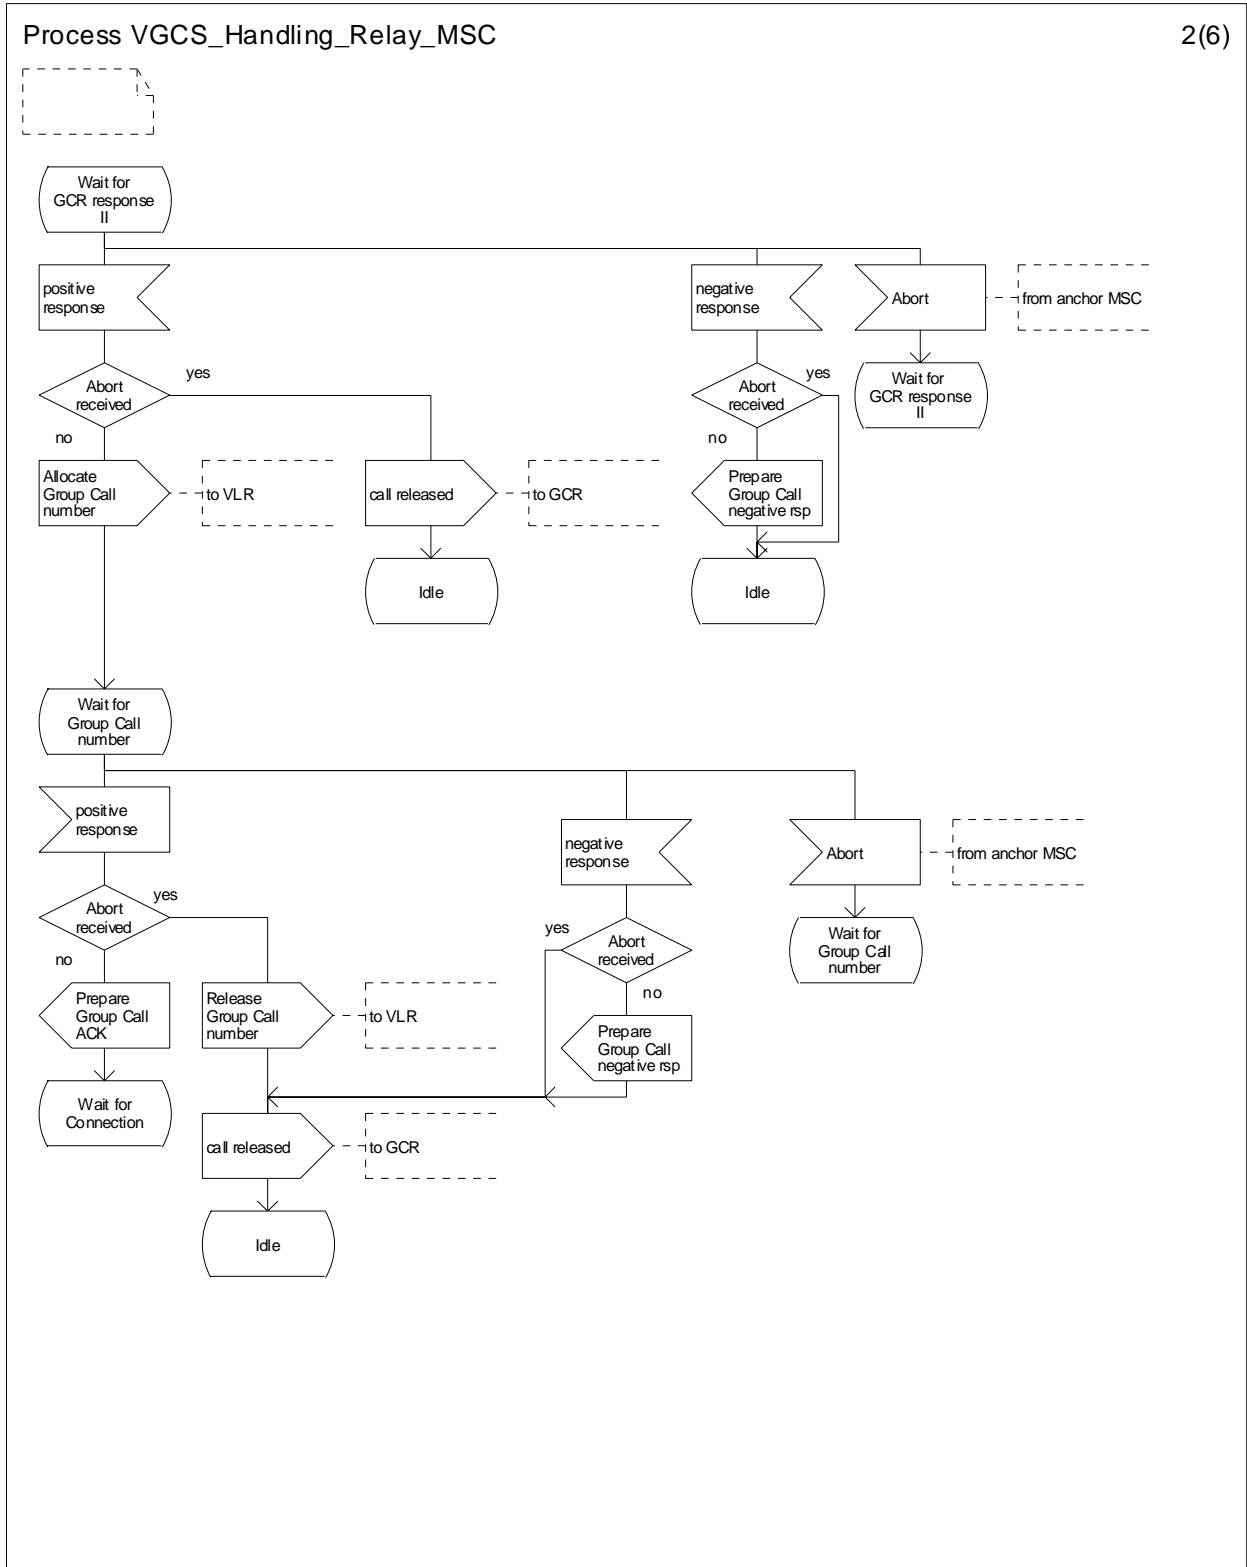 Process VGCS_Handling_Relay_MSC
2(6)
Wait for
GCR response
II
positive
response
negative
response
Abort
from anchor MSC
Abort
received
yes
no
Abort
received
yes
no
Wait for
GCR response
II
Allocate
Group Call
number
to VLR
call released
to GCR
Prepare
Group Call
negative rsp
Idle
Idle
Wait for
Group Call
number
positive
response
negative
response
Abort
from anchor MSC
Abort
received
yes
no
Abort
received
yes
no
Wait for
Group Call
number
Prepare
Group Call
ACK
Release
Group Call
number
to VLR
Prepare
Group Call
negative rsp
Wait for
Connection
call released
to GCR
Idle